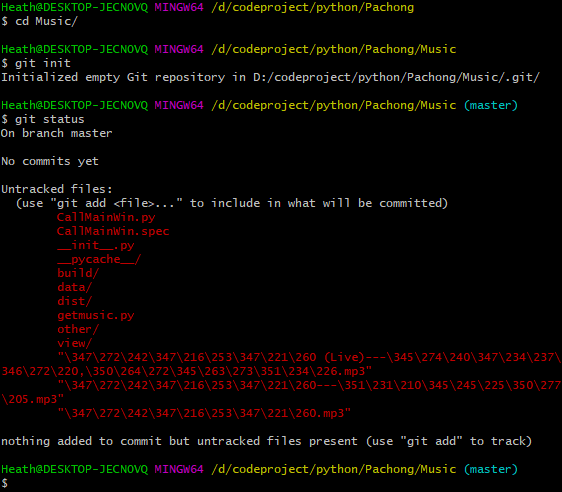 Heath@DESKTOP-JECNOVQ MINGW64 /d/codeproject/python/Pachong
$ cd Music/
Heath@DESKTOP-JECNOVQ MINGW64 /d/codeproject/python/Pachong/Music
$ git init
Initialized empty Git repository in D:/codeproject/python/Pachong/Music/.git/
Heath@DESKTOP-JECNOVQ MINGW64 /d/codeproject/python/Pachong/Music (master)
$ git status
On branch master
No commits yet
Untracked files:
(use "git add <file>..." to include in what will be committed)
CallMainWin.py
CallMainWin.spec
__init__.py
__pycache__/
build/
data/
dist/
getmusic.py
other/
view/
"\347\272\242\347\216\253\347\221\260 (Live)---\345\274\240\347\234\237\
346\272\220,\350\264\272\345\263\273\351\234\226.mp3"
"\347\272\242\347\216\253\347\221\260---\351\231\210\345\245\225\350\277
\205.mp3"
"\347\272\242\347\216\253\347\221\260.mp3"
nothing added to commit but untracked files present (use "git add" to track)
Heath@DESKTOP-JECNOVQ MINGW64 /d/codeproject/python/Pachong/Music (master)
$